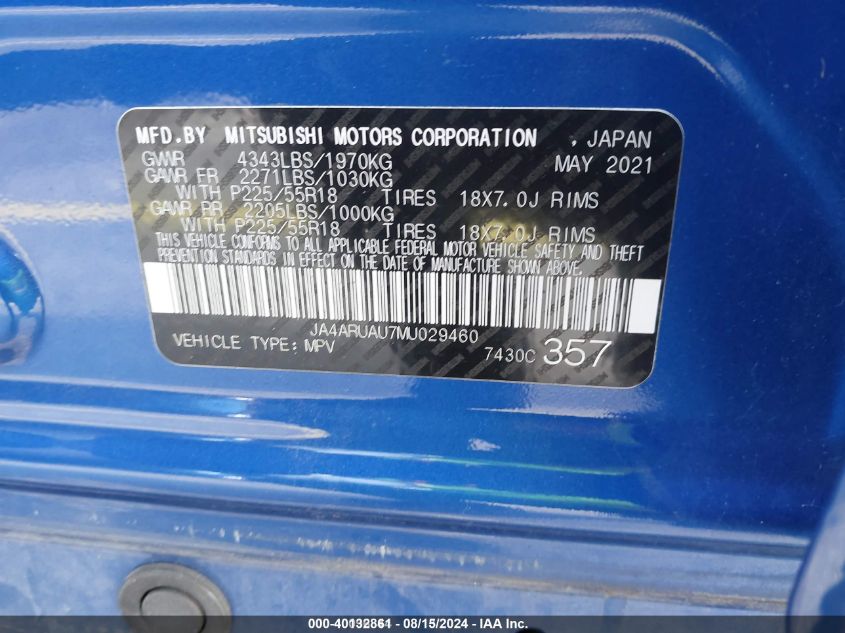 MFD.BY MITSUBISHI MOTORS CORPORATION , JAPAN
GVWR 4343LBS/1970KG MAY 2021
GAWR FR 2271LBS/1030KG
WITH P225/55R18 TIRES 18X7.0J RIMS
GAWR RR 2205LBS/1000KG
WITH P225/55R18 TIRES 18X7.0J RIMS
THIS VEHICLE CONFORMS TO ALL APPLICABLE FEDERAL MOTOR VEHICLE SAFETY AND THEFT
PREVENTION STANDARDS IN EFFECT ON THE DATE OF MANUFACTURE SHOWN ABOVE.
JA4ARUAU7MU029460
VEHICLE TYPE: MPV 7430C 357
000-40132861 - 08/15/2024 - IAA Inc.